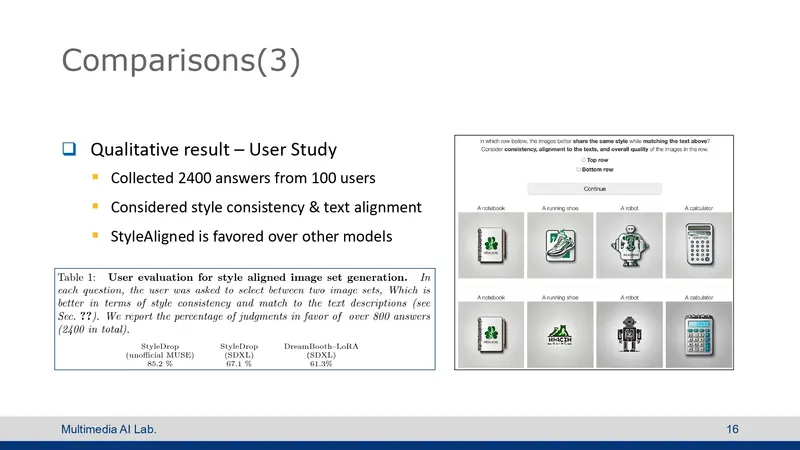 Comparisons(3)
Qualitative result – User Study
Collected 2400 answers from 100 users
Considered style consistency & text alignment
StyleAligned is favored over other models
Table 1: User evaluation for style aligned image set generation. In
each question, the user was asked to select between two image sets, Which is
better in terms of style consistency and match to the text descriptions (see
Sec. ??). We report the percentage of judgments in favor of over 800 answers
(2400 in total).
StyleDrop StyleDrop DreamBooth–LoRA
(unofficial MUSE) (SDXL) (SDXL)
85.2 % 67.1 % 61.3%
In which row below, the images better share the same style while matching the text above?
Consider consistency, alignment to the texts, and overall quality of the images in the row.
Top row
Bottom row
Continue
A notebook A running shoe A robot A calculator
A notebook A running shoe A robot A calculator
Multimedia AI Lab. 16